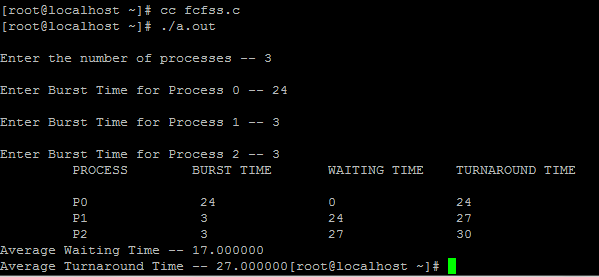 [root@localhost ~]# cc fcfss.c
[root@localhost ~]# ./a.out
Enter the number of processes -- 3
Enter Burst Time for Process 0 -- 24
Enter Burst Time for Process 1 -- 3
Enter Burst Time for Process 2 -- 3
PROCESS BURST TIME WAITING TIME TURNAROUND TIME
P0 24 0 24
P1 3 24 27
P2 3 27 30
Average Waiting Time -- 17.000000
Average Turnaround Time -- 27.000000[root@localhost ~]#